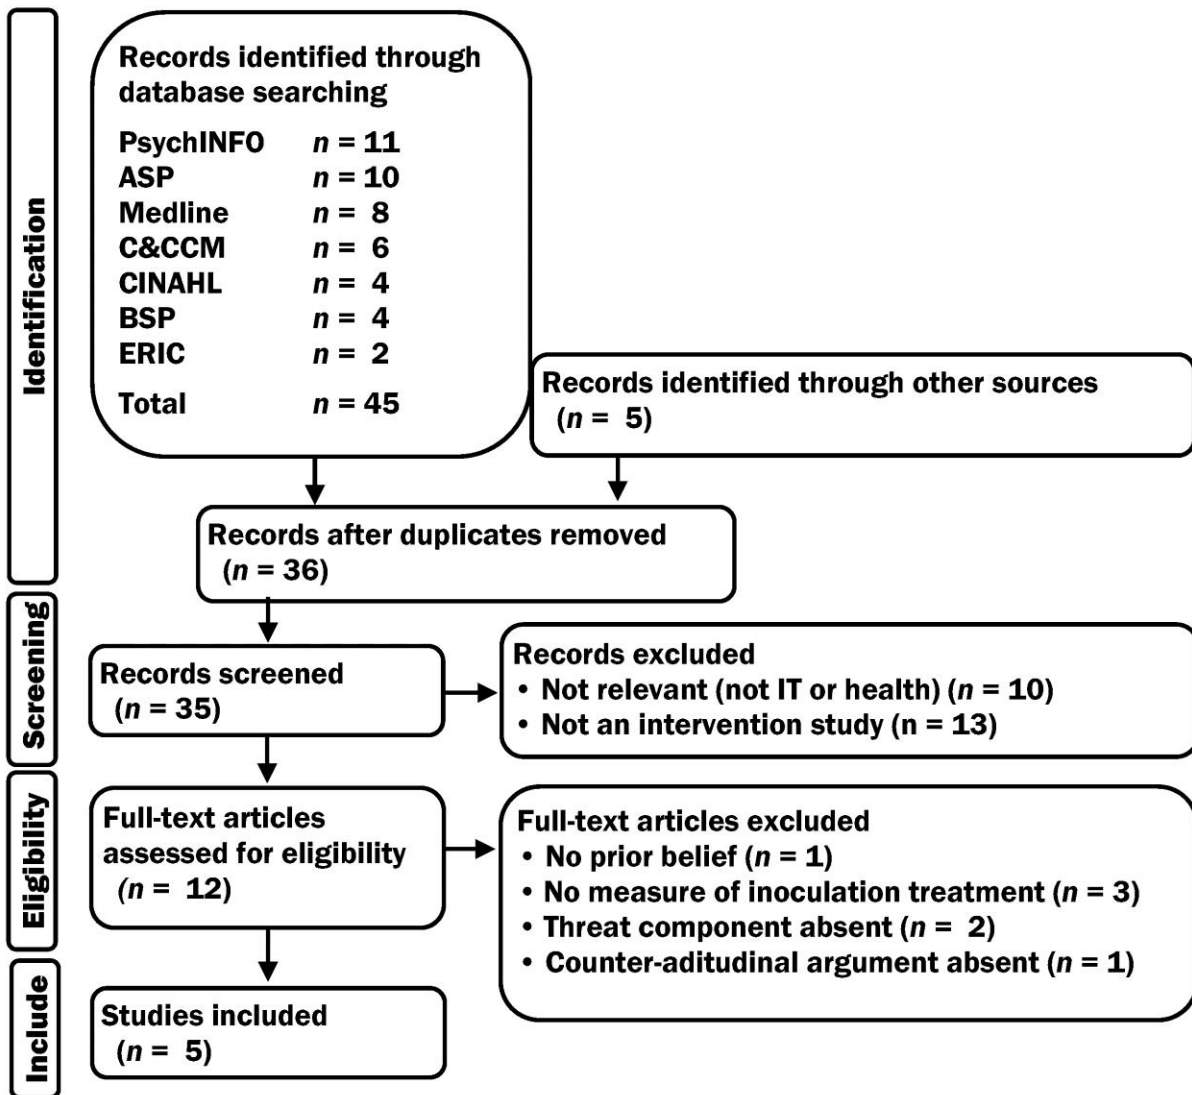 Identification
Records identified through
database searching
PsychINFO n = 11
ASP n = 10
Medline n = 8
C&CCM n = 6
CINAHL n = 4
BSP n = 4
ERIC n = 2
Total n = 45
Records identified through other sources
(n = 5)
Records after duplicates removed
(n = 36)
Screening
Records screened
(n = 35)
Records excluded
• Not relevant (not IT or health) (n = 10)
• Not an intervention study (n = 13)
Eligibility
Full-text articles
assessed for eligibility
(n = 12)
Full-text articles excluded
• No prior belief (n = 1)
• No measure of inoculation treatment (n = 3)
• Threat component absent (n = 2)
• Counter-aditudinal argument absent (n = 1)
Include
Studies included
(n = 5)